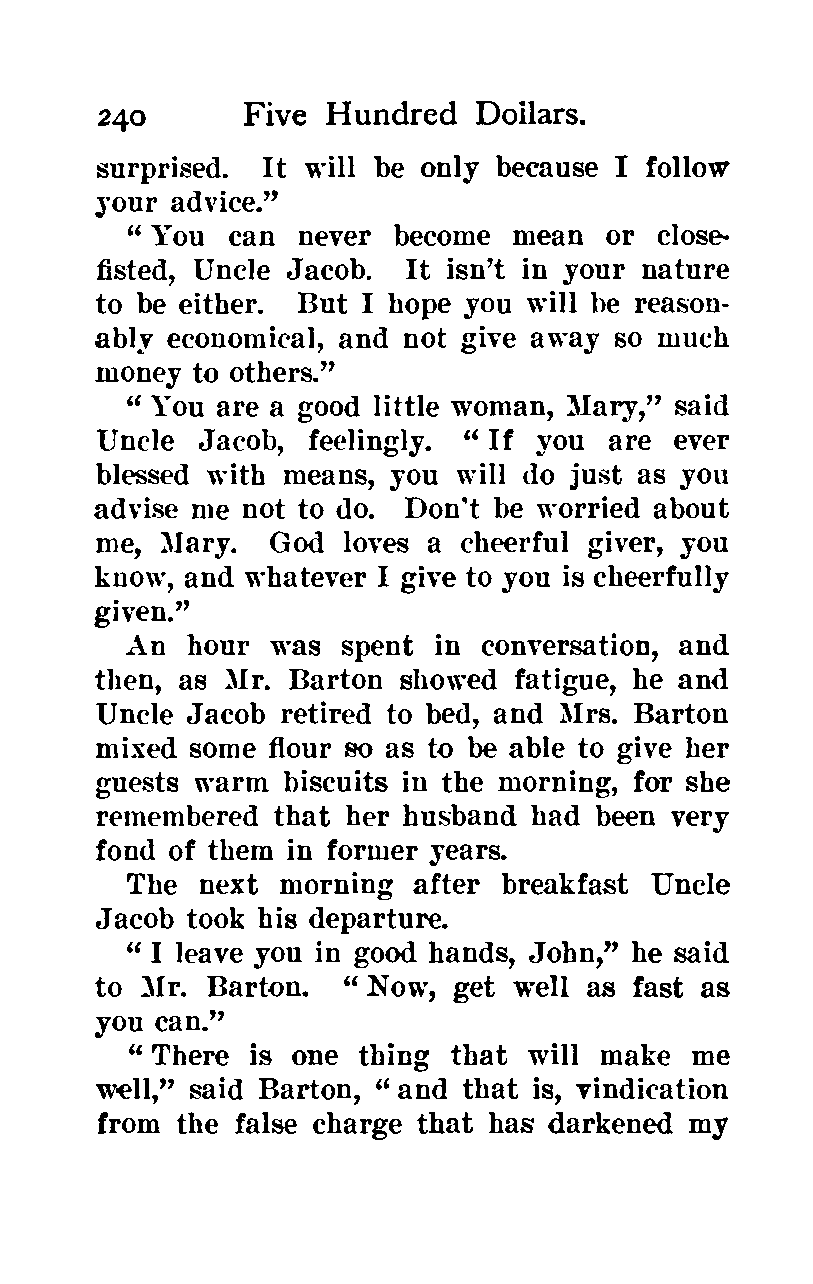 240 Five Hundred Dollars.
surprised. It will be only because I follow
your advice."
" You can never become mean or close-
fisted, Uncle Jacob. It isn't in your nature
to be either. But I hope you will be reason-
ably economical, and not give away so much
money to others."
" You are a good little woman, Mary," said
Uncle Jacob, feelingly. " If you are ever
blessed with means, you will do just as you
advise me not to do. Don't be worried about
me, Mary. God loves a cheerful giver, you
know, and whatever I give to you is cheerfully
given."
An hour was spent in conversation, and
then, as Mr. Barton showed fatigue, he and
Uncle Jacob retired to bed, and Mrs. Barton
mixed some flour so as to be able to give her
guests warm biscuits in the morning, for she
remembered that her husband had been very
fond of them in former years.
The next morning after breakfast Uncle
Jacob took his departure.
" I leave you in good hands, John," he said
to Mr. Barton. " Now, get well as fast as
you can."
" There is one thing that will make me
well," said Barton, " and that is, vindication
from the false charge that has darkened my